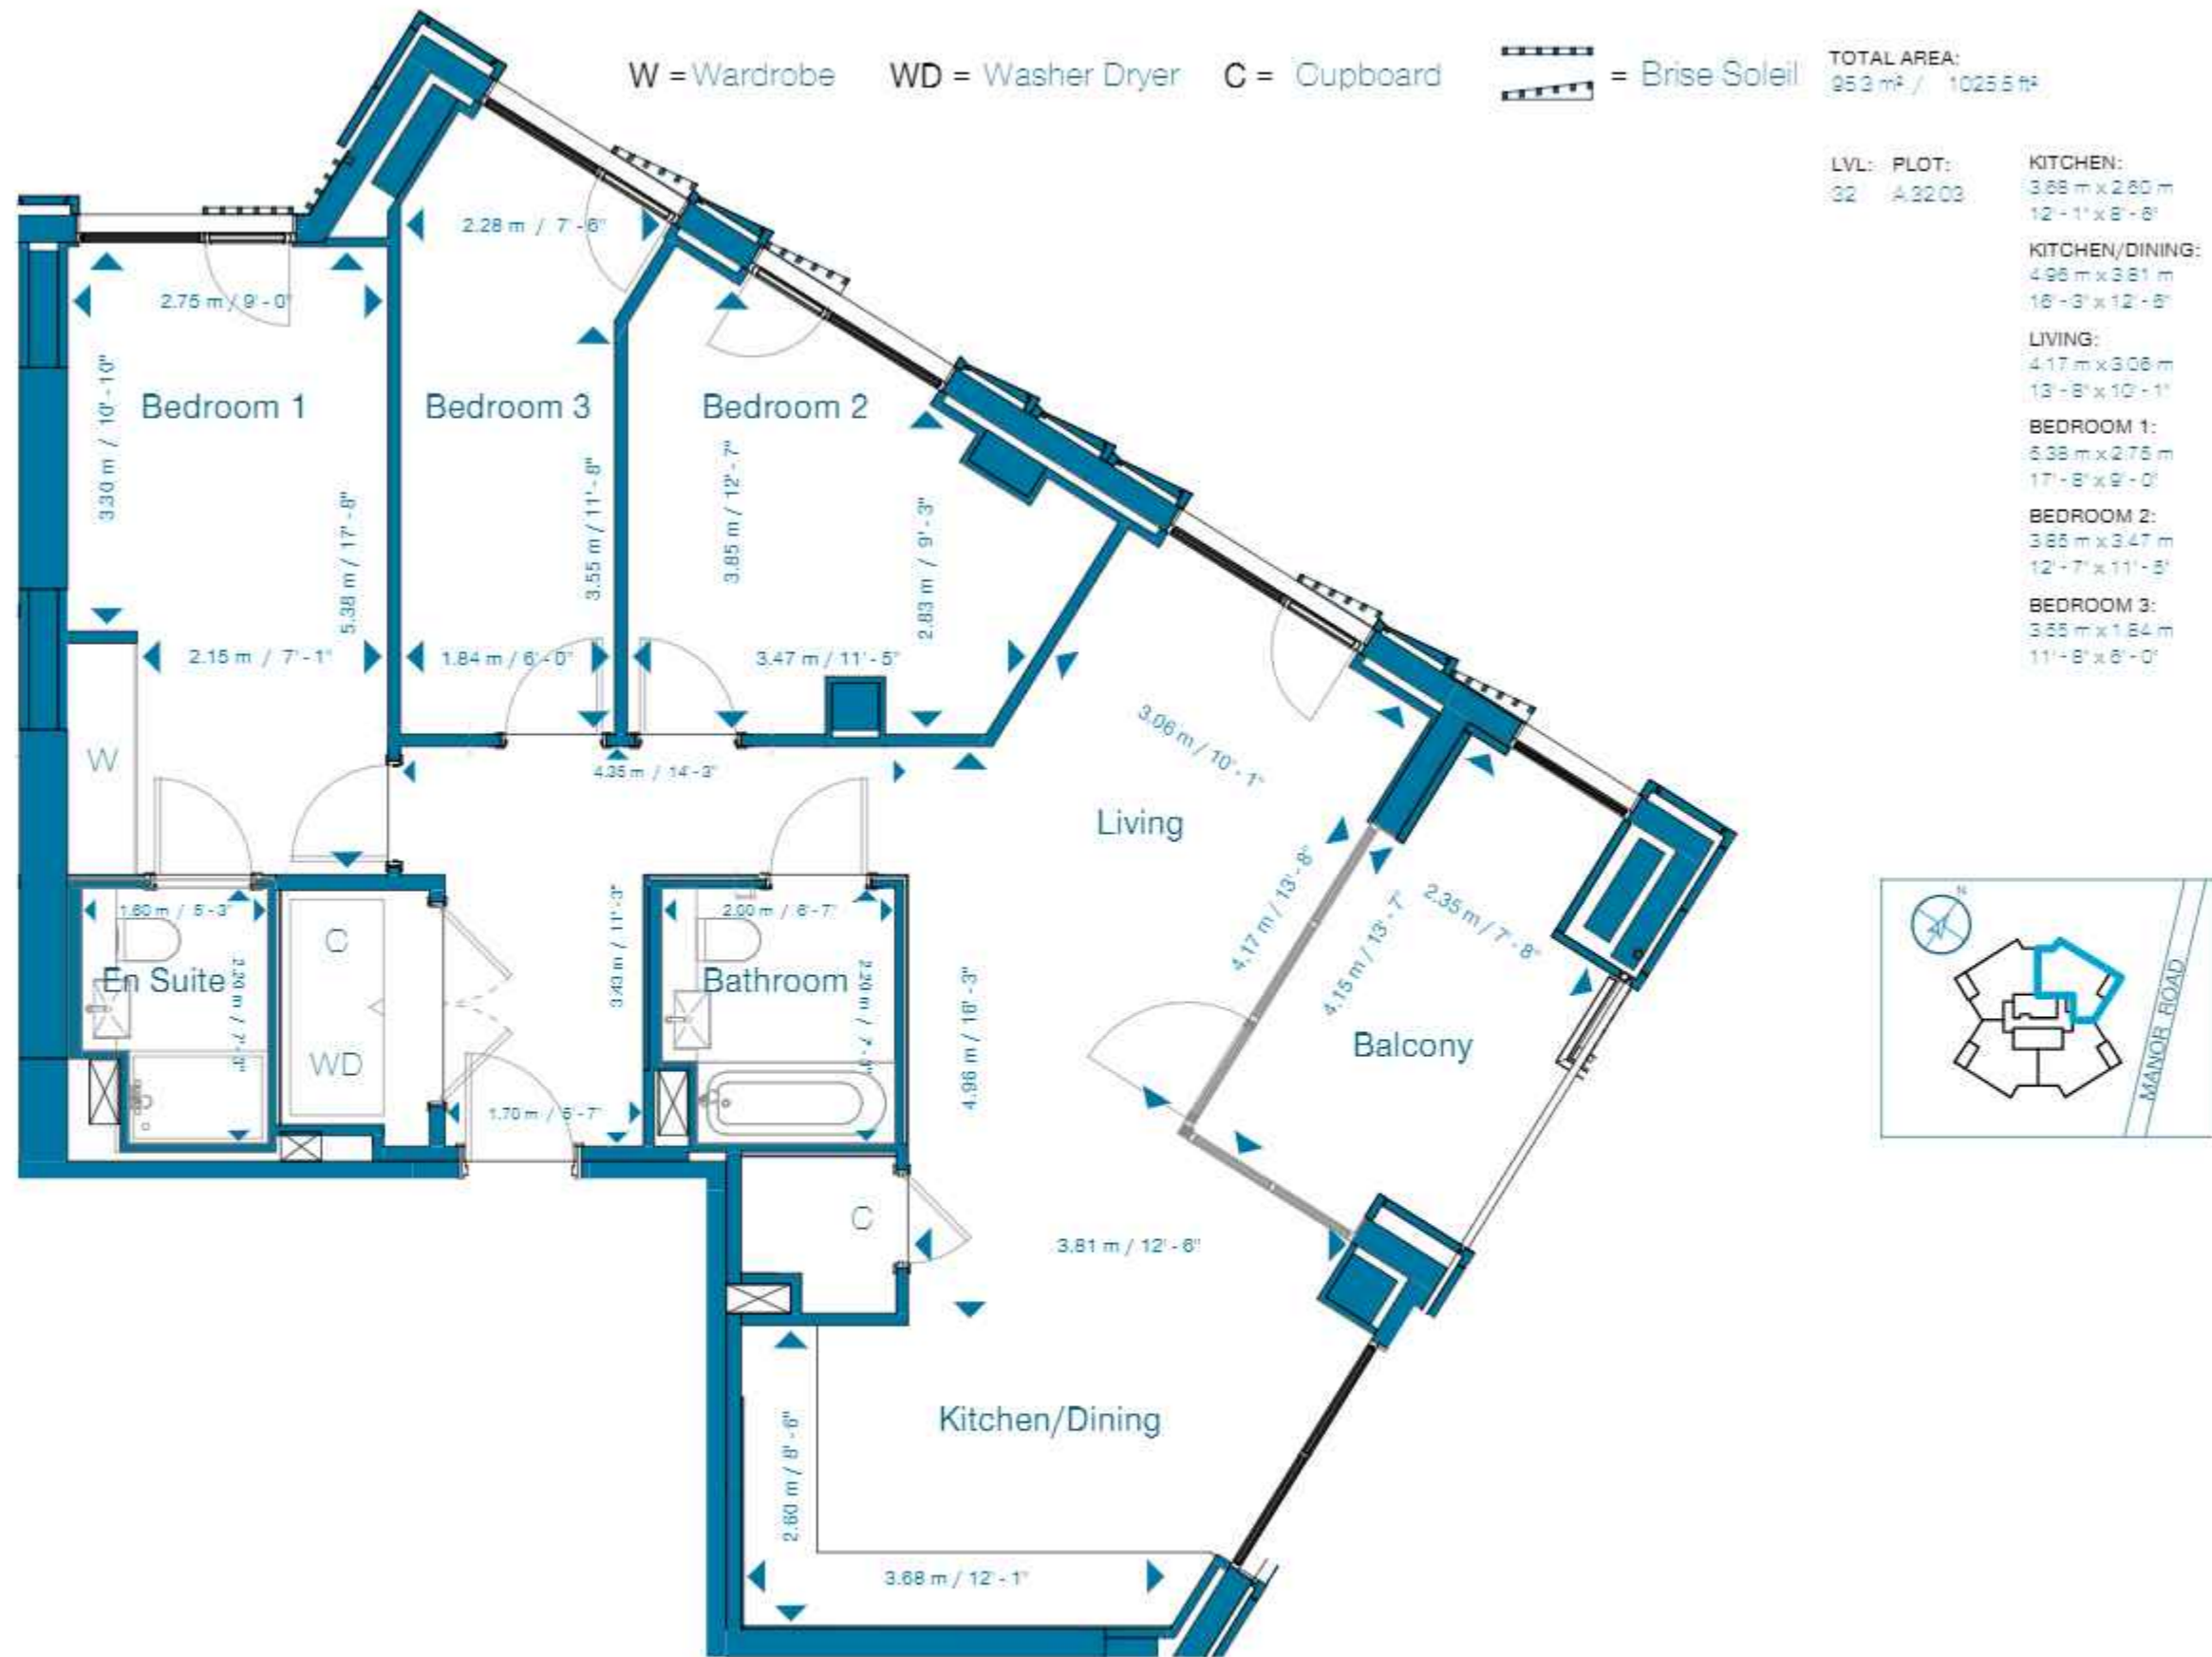 W = Wardrobe
WD = Washer Dryer
C = Cupboard
= Brise Soleil
TOTAL AREA:
95.3 m² / 1025.5 ft²
LVL: PLOT:
32 A.32.03
KITCHEN:
3.68 m x 2.60 m
12' - 1" x 8' - 6"
KITCHEN/DINING:
4.96 m x 3.81 m
16' - 3" x 12' - 6"
LIVING:
4.17 m x 3.06 m
13' - 8" x 10' - 1"
BEDROOM 1:
5.38 m x 2.75 m
17' - 8" x 9' - 0"
BEDROOM 2:
3.85 m x 3.47 m
12' - 7" x 11' - 5"
BEDROOM 3:
3.55 m x 1.84 m
11' - 8" x 6' - 0"
2.28 m / 7' - 6"
2.75 m / 9' - 0"
3.30 m / 10' - 10"
Bedroom 1
Bedroom 3
Bedroom 2
5.38 m / 17' - 8"
3.55 m / 11' - 8"
3.85 m / 12' - 7"
2.83 m / 9' - 3"
2.15 m / 7' - 1"
1.84 m / 6' - 0"
3.47 m / 11' - 5"
W
4.35 m / 14' - 3"
3.06 m / 10' - 1"
Living
4.17 m / 13' - 8"
4.15 m / 13' - 7"
2.35 m / 7' - 8"
1.60 m / 5' - 3"
C
3.43 m / 11' - 3"
2.00 m / 6' - 7"
En Suite
Bathroom
WD
4.96 m / 16' - 3"
Balcony
1.70 m / 5' - 7"
C
3.81 m / 12' - 6"
Kitchen/Dining
2.60 m / 8' - 6"
3.68 m / 12' - 1"
N
MANOR ROAD